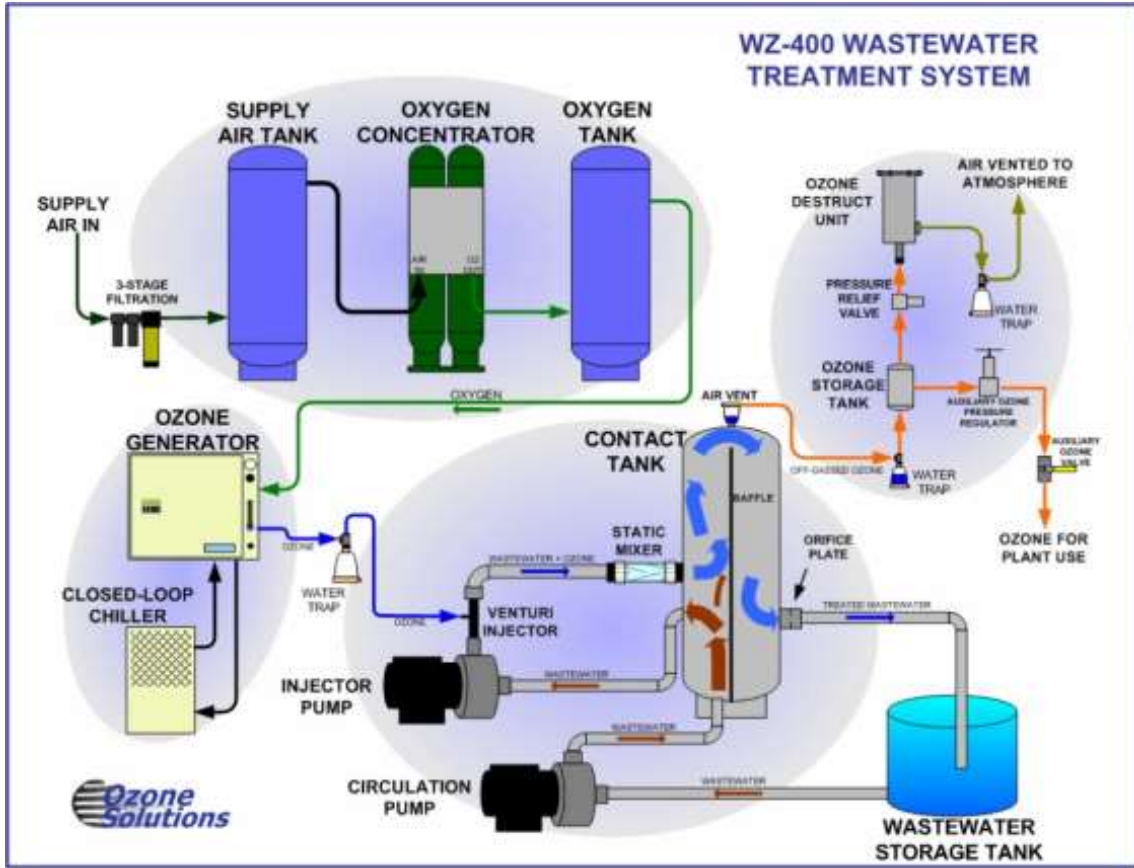 WZ-400 WASTEWATER
TREATMENT SYSTEM
SUPPLY
AIR TANK
OXYGEN
CONCENTRATOR
OXYGEN
TANK
AIR VENTED TO
ATMOSPHERE
OZONE
DESTRUCT
UNIT
SUPPLY
AIR IN
AIR
IN
O2
OUT
3-STAGE
FILTRATION
PRESSURE
RELIEF
VALVE
WATER
TRAP
OZONE
STORAGE
TANK
OXYGEN
AIR VENT
AUXILIARY OZONE
PRESSURE
REGULATOR
OZONE
GENERATOR
CONTACT
TANK
AUXILIARY
OZONE
VALVE
OFF-GASSED OZONE
WATER
TRAP
BAFFLE
STATIC
MIXER
ORIFICE
PLATE
OZONE FOR
PLANT USE
OZONE
WASTEWATER + OZONE
WATER
TRAP
CLOSED-LOOP
CHILLER
OZONE
VENTURI
INJECTOR
TREATED WASTEWATER
INJECTOR
PUMP
WASTEWATER
WASTEWATER
CIRCULATION
PUMP
WASTEWATER
Ozone
Solutions
WASTEWATER
STORAGE TANK